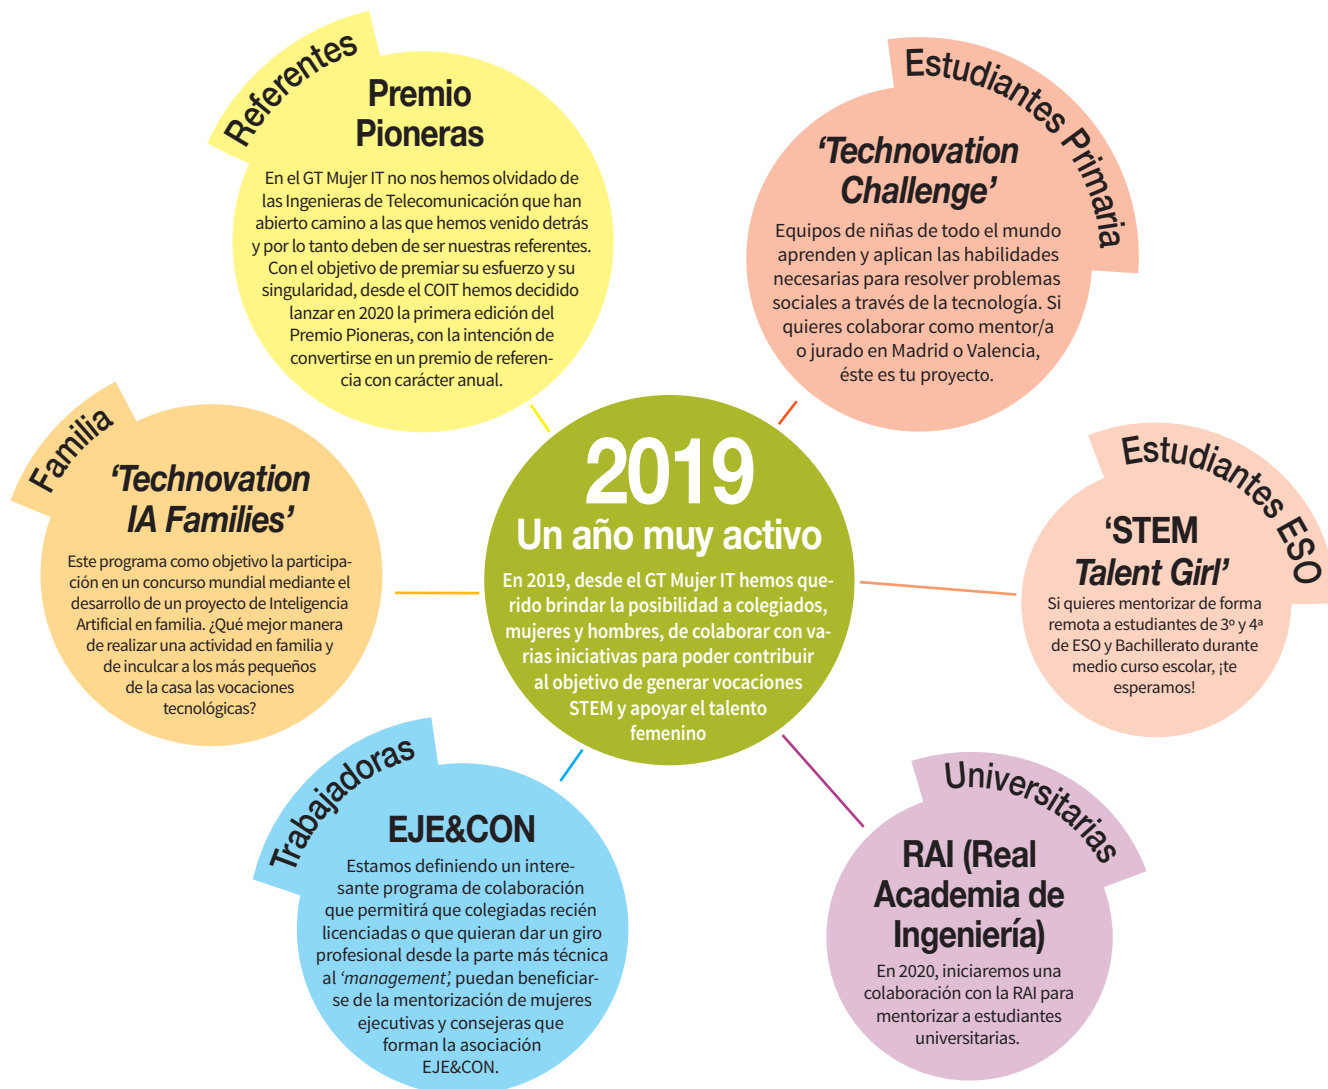 Referentes
Premio
Pioneras
En el GT Mujer IT no nos hemos olvidado de
las Ingenieras de Telecomunicación que han
abierto camino a las que hemos venido detrás
y por lo tanto deben de ser nuestras referentes.
Con el objetivo de premiar su esfuerzo y su
singularidad, desde el COIT hemos decidido
lanzar en 2020 la primera edición del
Premio Pioneras, con la intención de
convertirse en un premio de referen-
cia con carácter anual.
Estudiantes Primaria
‘Technovation
Challenge’
Equipos de niñas de todo el mundo
aprenden y aplican las habilidades
necesarias para resolver problemas
sociales a través de la tecnología. Si
quieres colaborar como mentor/a
o jurado en Madrid o Valencia,
éste es tu proyecto.
Familia
‘Technovation
IA Families’
Este programa como objetivo la participa-
ción en un concurso mundial mediante el
desarrollo de un proyecto de Inteligencia
Artificial en familia. ¿Qué mejor manera
de realizar una actividad en familia y
de inculcar a los más pequeños
de la casa las vocaciones
tecnológicas?
2019
Un año muy activo
En 2019, desde el GT Mujer IT hemos que-
rido brindar la posibilidad a colegiados,
mujeres y hombres, de colaborar con va-
rias iniciativas para poder contribuir
al objetivo de generar vocaciones
STEM y apoyar el talento
femenino
Estudiantes ESO
‘STEM
Talent Girl’
Si quieres mentorizar de forma
remota a estudiantes de 3º y 4ª
de ESO y Bachillerato durante
medio curso escolar, ¡te
esperamos!
Trabajadoras
EJE&CON
Estamos definiendo un intere-
sante programa de colaboración
que permitirá que colegiadas recién
licenciadas o que quieran dar un giro
profesional desde la parte más técnica
al ‘management’, puedan beneficiar-
se de la mentorización de mujeres
ejecutivas y consejeras que
forman la asociación
EJE&CON.
Universitarias
RAI (Real
Academia de
Ingeniería)
En 2020, iniciaremos una
colaboración con la RAI para
mentorizar a estudiantes
universitarias.